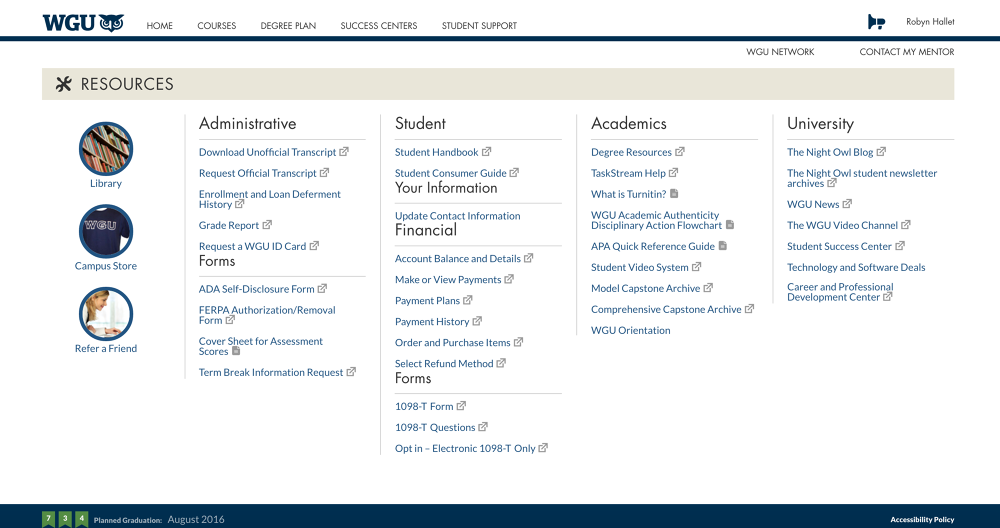 WGU
HOME COURSES DEGREE PLAN SUCCESS CENTERS STUDENT SUPPORT
Robyn Hallet
WGU NETWORK CONTACT MY MENTOR
RESOURCES
Library
WGU
Campus Store
Refer a Friend
Administrative
Download Unofficial Transcript
Request Official Transcript
Enrollment and Loan Deferment
History
Grade Report
Request a WGU ID Card
Forms
ADA Self-Disclosure Form
FERPA Authorization/Removal
Form
Cover Sheet for Assessment
Scores
Term Break Information Request
Student
Student Handbook
Student Consumer Guide
Your Information
Update Contact Information
Financial
Account Balance and Details
Make or View Payments
Payment Plans
Payment History
Order and Purchase Items
Select Refund Method
Forms
1098-T Form
1098-T Questions
Opt in – Electronic 1098-T Only
Academics
Degree Resources
TaskStream Help
What is Turnitin?
WGU Academic Authenticity
Disciplinary Action Flowchart
APA Quick Reference Guide
Student Video System
Model Capstone Archive
Comprehensive Capstone Archive
WGU Orientation
University
The Night Owl Blog
The Night Owl student newsletter
archives
WGU News
The WGU Video Channel
Student Success Center
Technology and Software Deals
Career and Professional
Development Center
7 3 4 Planned Graduation: August 2016
Accessibility Policy